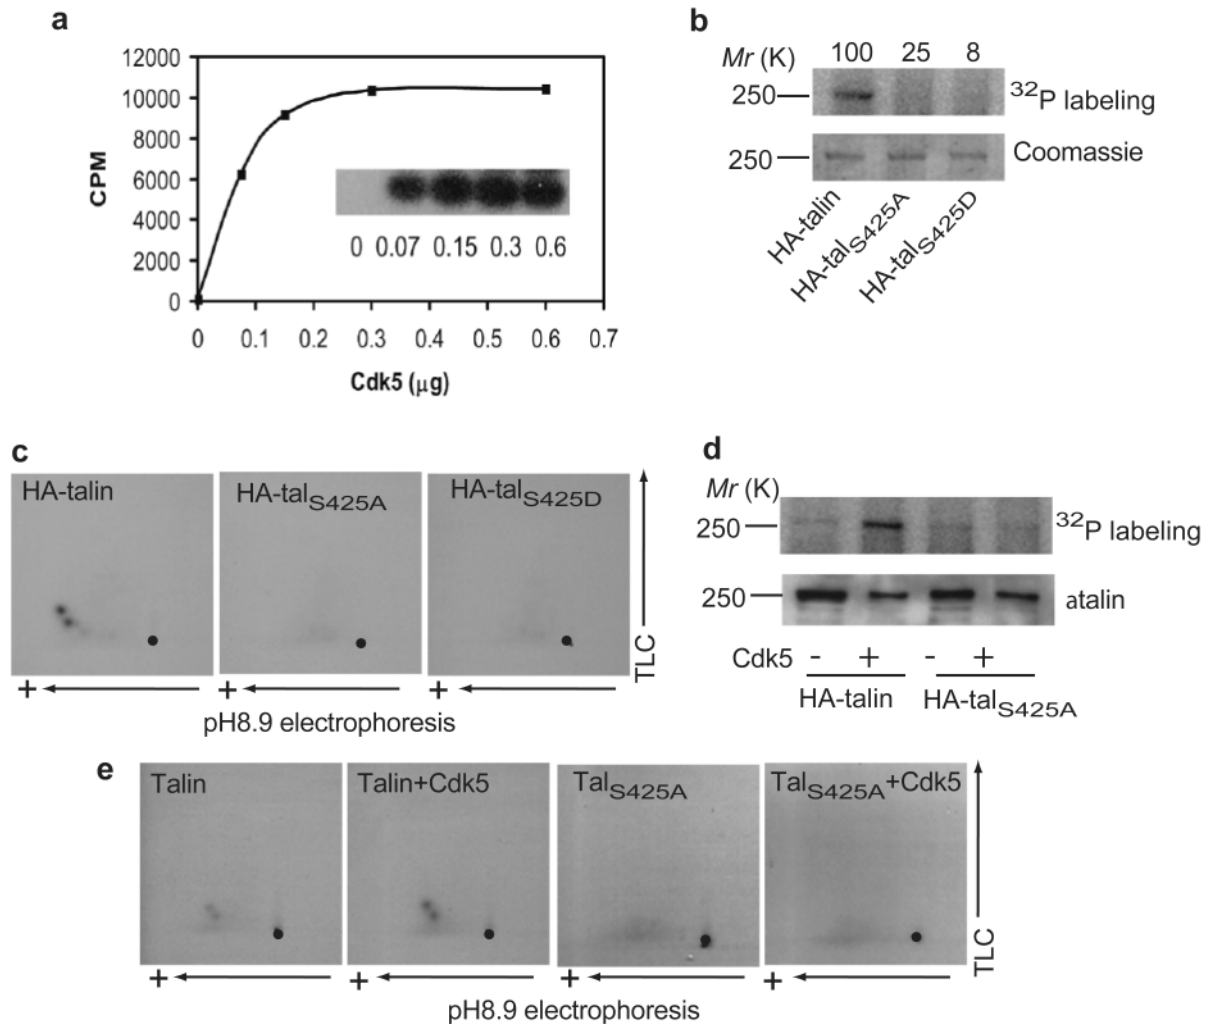 a
12000
10000
8000
6000
4000
2000
0
CPM
0 0.07 0.15 0.3 0.6
0 0.1 0.2 0.3 0.4 0.5 0.6 0.7
Cdk5 (μg)
b
Mr (K) 100 25 8
250 32P labeling
250 Coomassie
HA-talin
HA-talS425A
HA-talS425D
c
HA-talin
HA-talS425A
HA-talS425D
TLC
+ + +
pH8.9 electrophoresis
d
Mr (K)
250 32P labeling
250 atalin
Cdk5 - + - +
HA-talin HA-talS425A
e
Talin
Talin+Cdk5
TalS425A
TalS425A+Cdk5
TLC
+ + + +
pH8.9 electrophoresis